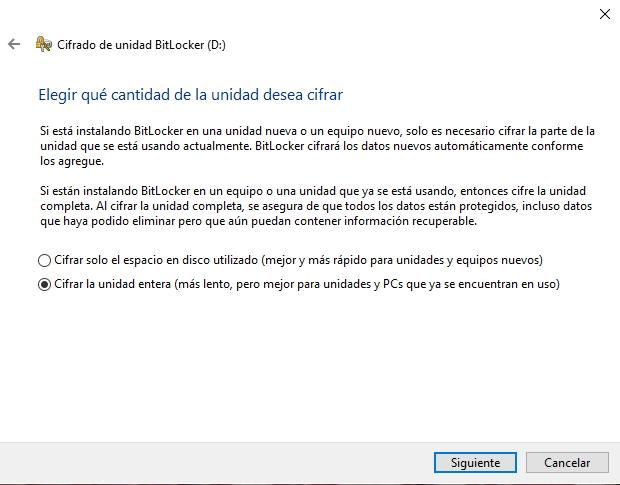 Cifrado de unidad BitLocker (D:)
Elegir qué cantidad de la unidad desea cifrar
Si está instalando BitLocker en una unidad nueva o un equipo nuevo, solo es necesario cifrar la parte de la
unidad que se está usando actualmente. BitLocker cifrará los datos nuevos automáticamente conforme
los agregue.
Si están instalando BitLocker en un equipo o una unidad que ya se está usando, entonces cifre la unidad
completa. Al cifrar la unidad completa, se asegura de que todos los datos están protegidos, incluso datos
que haya podido eliminar pero que aún puedan contener información recuperable.
Cifrar solo el espacio en disco utilizado (mejor y más rápido para unidades y equipos nuevos)
Cifrar la unidad entera (más lento, pero mejor para unidades y PCs que ya se encuentran en uso)
Siguiente Cancelar